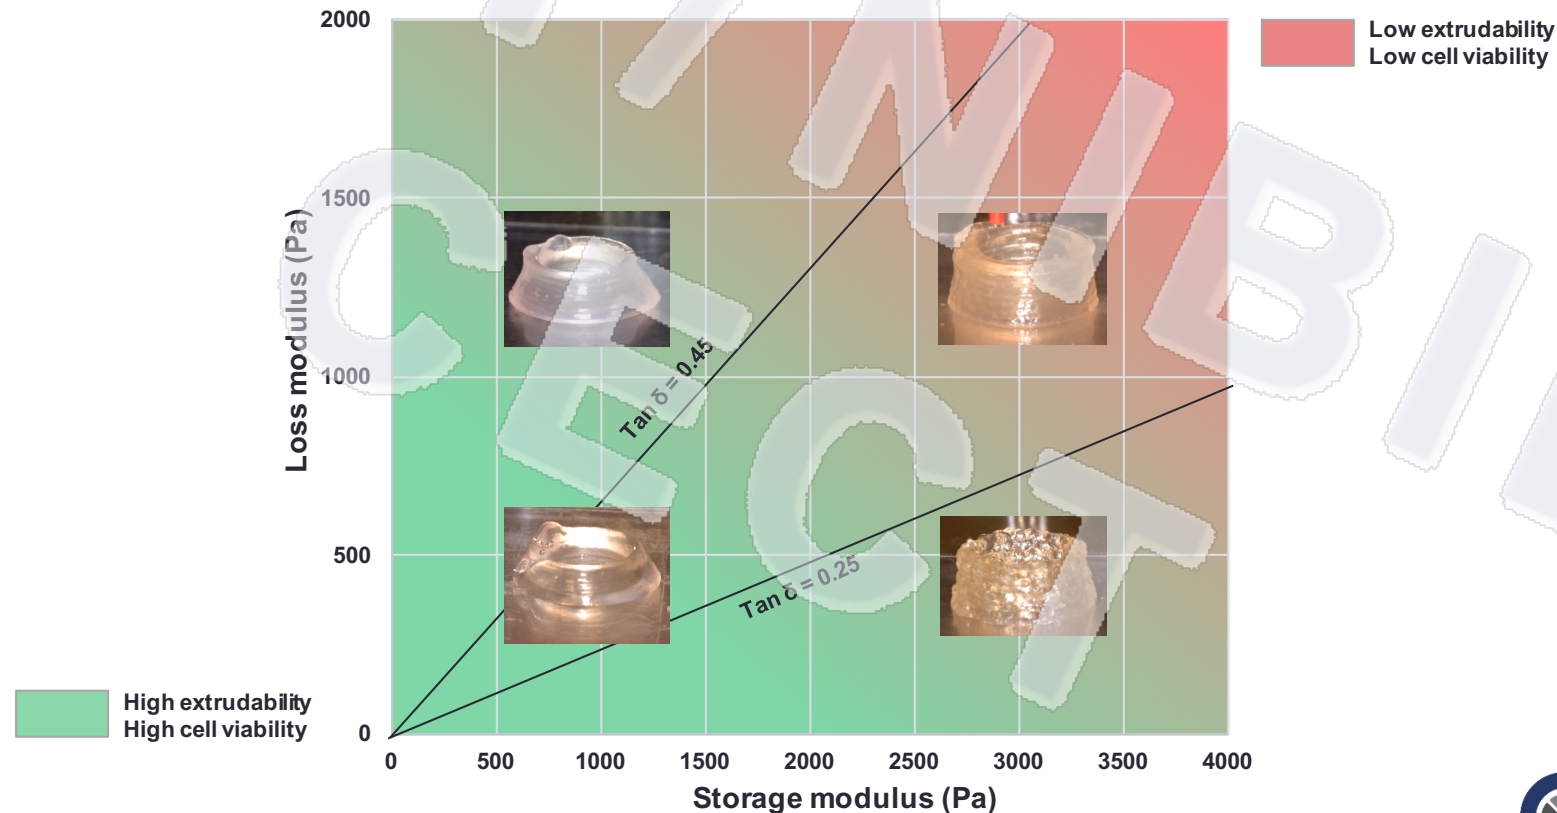 2000
Low extrudability
Low cell viability
1500
Loss modulus (Pa)
1000
Tan δ = 0.45
500
Tan δ = 0.25
High extrudability
High cell viability
0
0 500 1000 1500 2000 2500 3000 3500 4000
Storage modulus (Pa)